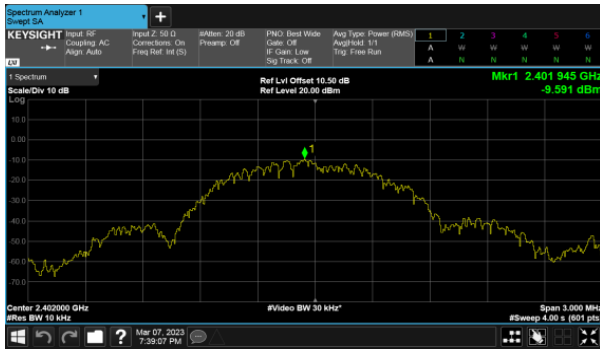 Spectrum Analyzer 1
Swept SA
+
KEYSIGHT Input: RF Input Z: 50 Ω #Atten: 20 dB PNO: Best Wide Avg Type: Power (RMS) 1 2 3 4 5 6
Coupling: AC Corrections: On Preamp: Off Gate: Off Avg|Hold: 1/1 A W W W W W
Align: Auto Freq Ref: Int (S) IF Gain: Low Trig: Free Run
Sig Track: Off A N N N N N
LXI
1 Spectrum Ref Lvl Offset 10.50 dB Mkr1 2.401 945 GHz
Scale/Div 10 dB Ref Level 20.00 dBm -9.591 dBm
Log
10.0
0.00
-10.0
1
-20.0
-30.0
-40.0
-50.0
-60.0
-70.0
Center 2.402000 GHz #Video BW 30 kHz* Span 3.000 MHz
#Res BW 10 kHz #Sweep 4.00 s (601 pts)
? Mar 07, 2023
7:39:07 PM